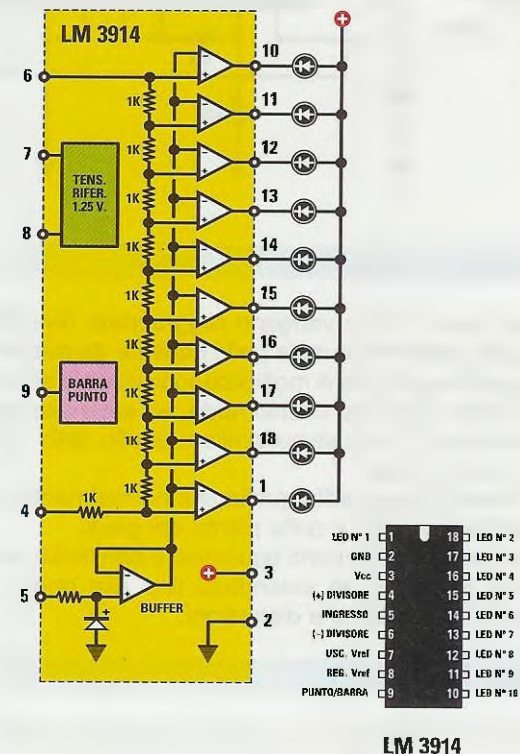 LM 3914
10
6
1K
11
7
1K
12
TENS.
RIFER.
1.25 V.
1K
13
8
1K
14
1K
15
1K
16
9
BARRA
PUNTO
1K
17
1K
18
1K
1
4
1K
5
BUFFER
3
2
LED N° 1 1 18 LED N° 2
GND 2 17 LED N° 3
Vcc 3 16 LED N° 4
(+) DIVISORE 4 15 LED N° 5
INGRESSO 5 14 LED N° 6
(-) DIVISORE 6 13 LED N° 7
USC. Vref 7 12 LED N° 8
REG. Vref 8 11 LED N° 9
PUNTO/BARRA 9 10 LED N° 10
LM 3914